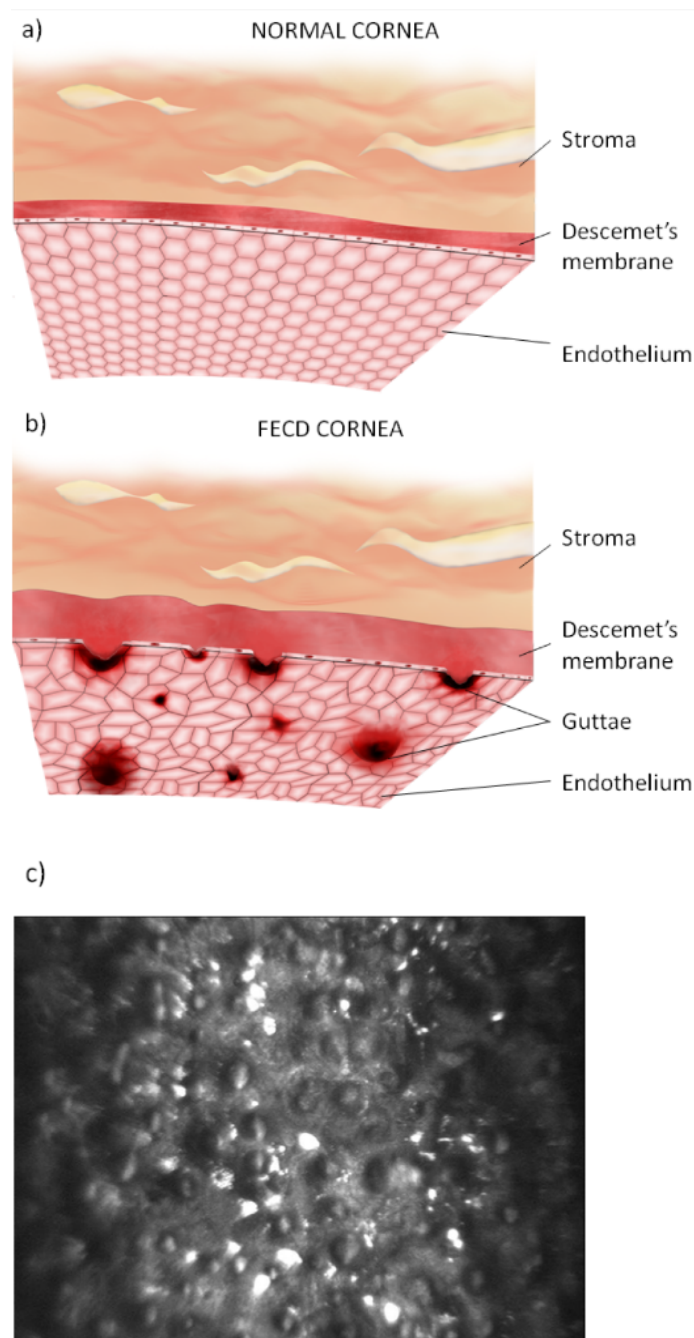 a)
NORMAL CORNEA
Stroma
Descemet's
membrane
Endothelium
b)
FECD CORNEA
Stroma
Descemet's
membrane
Guttae
Endothelium
c)